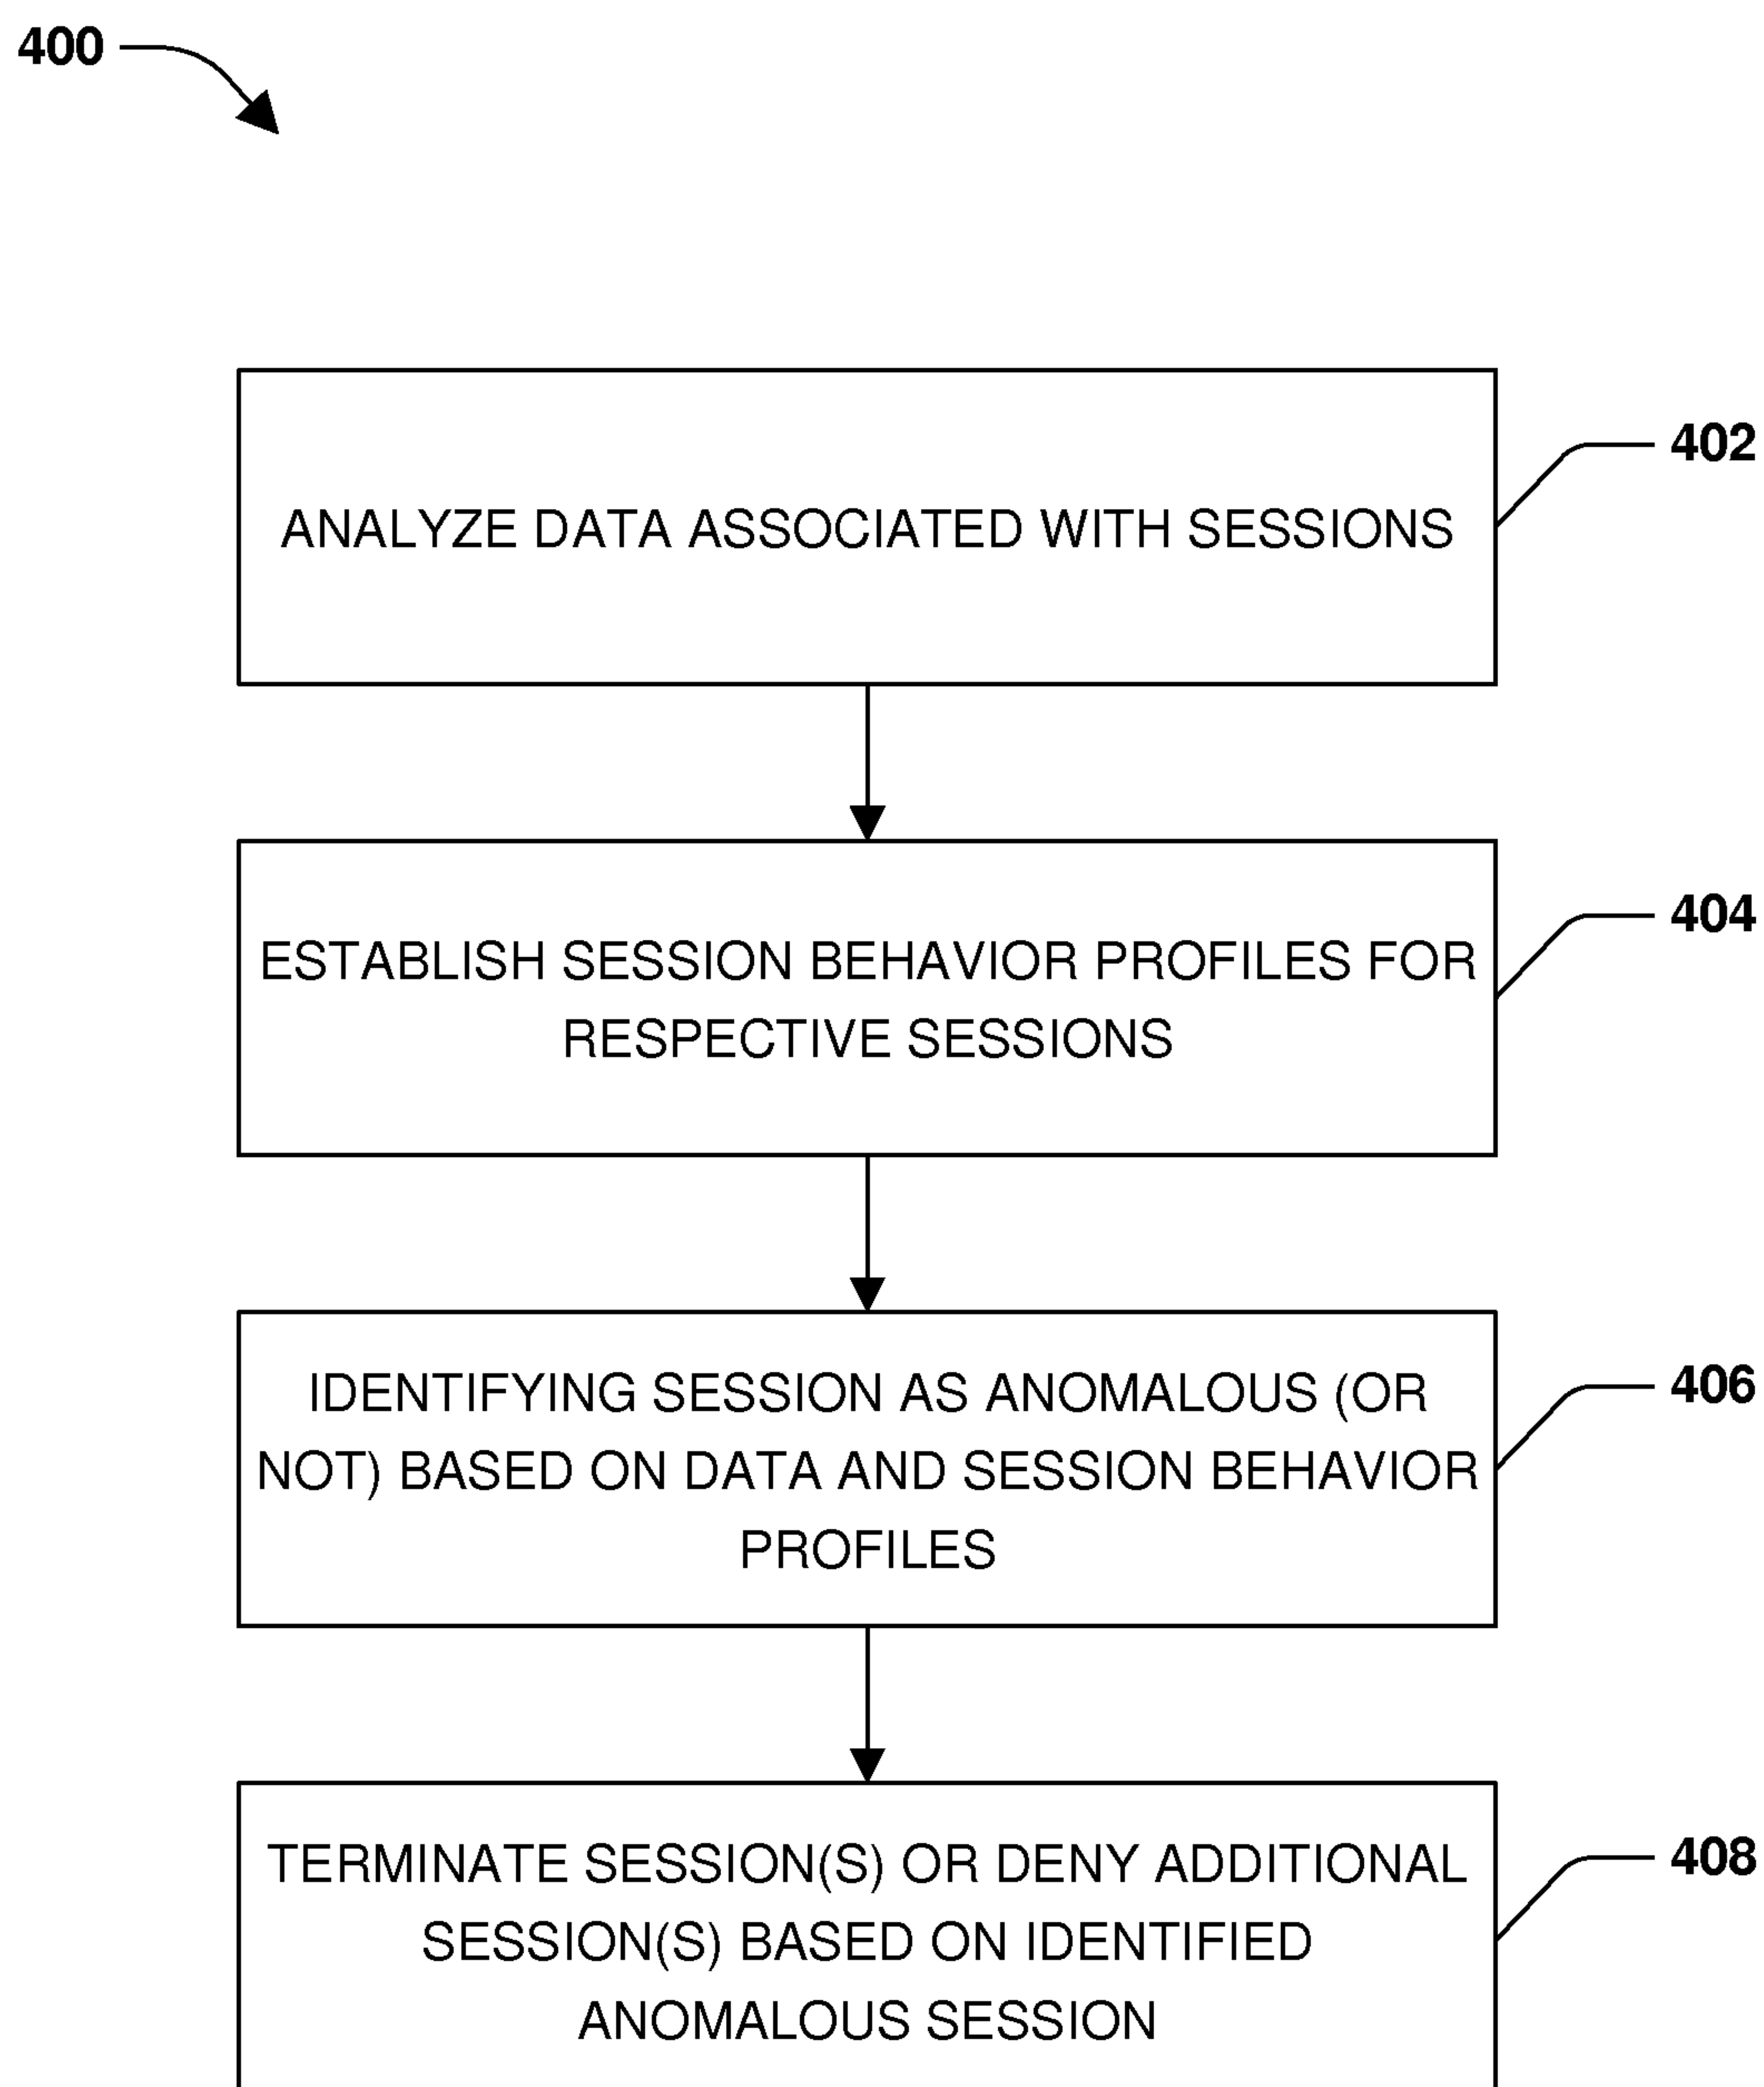 400
ANALYZE DATA ASSOCIATED WITH SESSIONS
402
ESTABLISH SESSION BEHAVIOR PROFILES FOR
RESPECTIVE SESSIONS
404
IDENTIFYING SESSION AS ANOMALOUS (OR
NOT) BASED ON DATA AND SESSION BEHAVIOR
PROFILES
406
TERMINATE SESSION(S) OR DENY ADDITIONAL
SESSION(S) BASED ON IDENTIFIED
ANOMALOUS SESSION
408